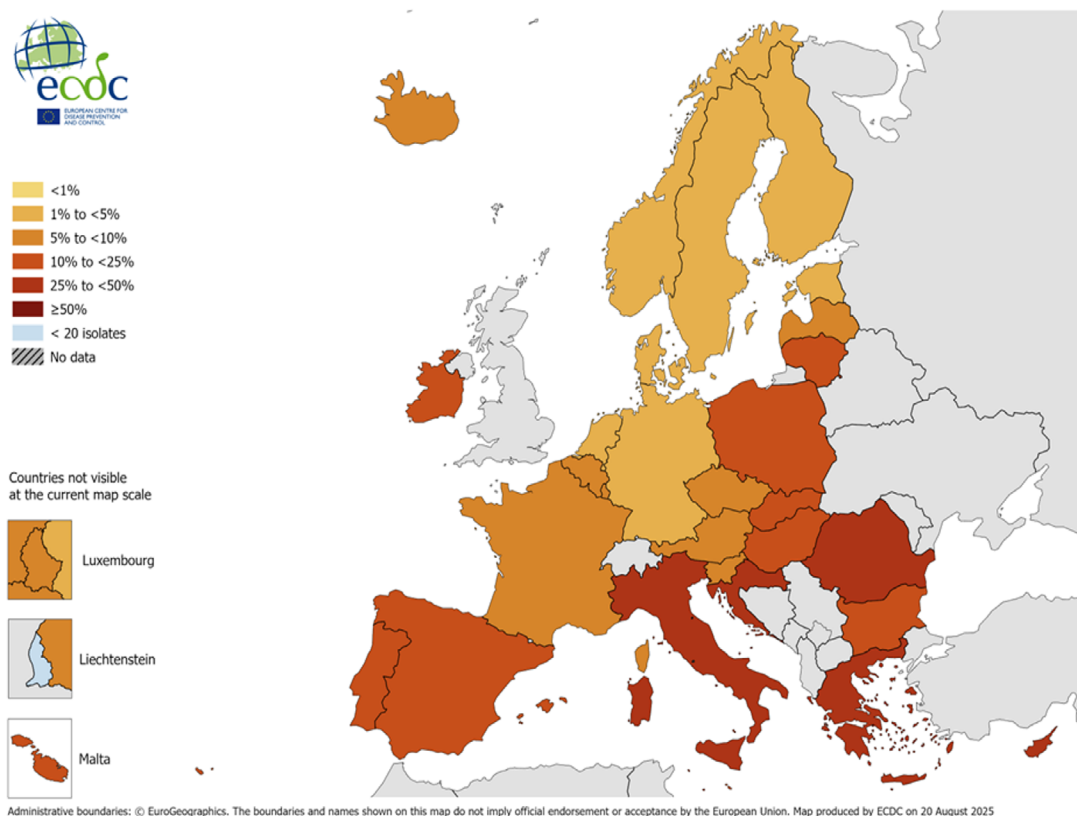 ecdc
EUROPEAN CENTRE FOR
DISEASE PREVENTION
AND CONTROL
<1%
1% to <5%
5% to <10%
10% to <25%
25% to <50%
≥50%
< 20 isolates
No data
Countries not visible
at the current map scale
Luxembourg
Liechtenstein
Malta
Administrative boundaries: © EuroGeographics. The boundaries and names shown on this map do not imply official endorsement or acceptance by the European Union. Map produced by ECDC on 20 August 2025